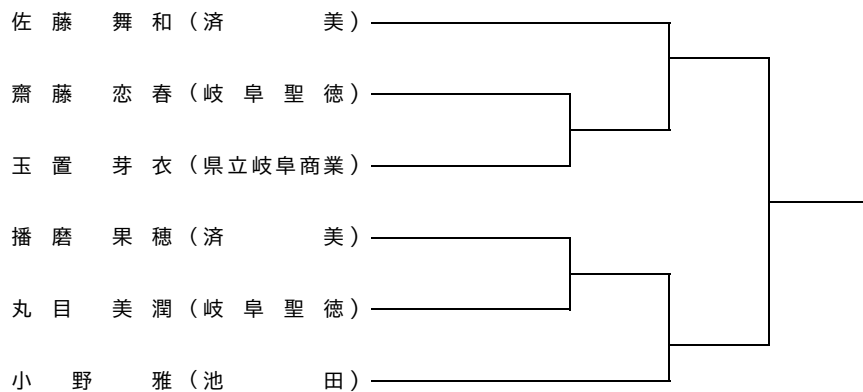 佐藤 舞和(済 美)
齋藤 恋春(岐阜聖徳)
玉置 芽衣(県立岐阜商業)
播磨 果穂(済 美)
丸目 美潤(岐阜聖徳)
小野 雅(池 田)